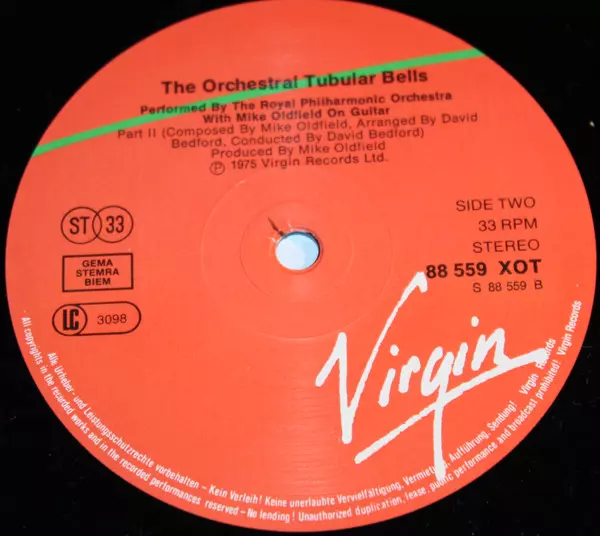 The Orchestral Tubular Bells
Performed By The Royal Philharmonic Orchestra
With Mike Oldfield On Guitar
Part II (Composed By Mike Oldfield, Arranged By David
Bedford, Conducted By David Bedford)
Produced By Mike Oldfield
Ⓟ 1975 Virgin Records Ltd.
ST 33
GEMA
STEMRA
BIEM
LC 3098
SIDE TWO
33 RPM
STEREO
88 559 XOT
S 88 559 B
Virgin
Alle Urheber- und Leistungsschutzrechte vorbehalten – Kein Verleih! Keine unerlaubte Vervielfältigung, Vermietung, Aufführung, Sendung! Virgin Records
All copyrights in the recorded works and in the recorded performances reserved – No lending! Unauthorized duplication, lease, public performance and broadcast prohibited! Virgin Records